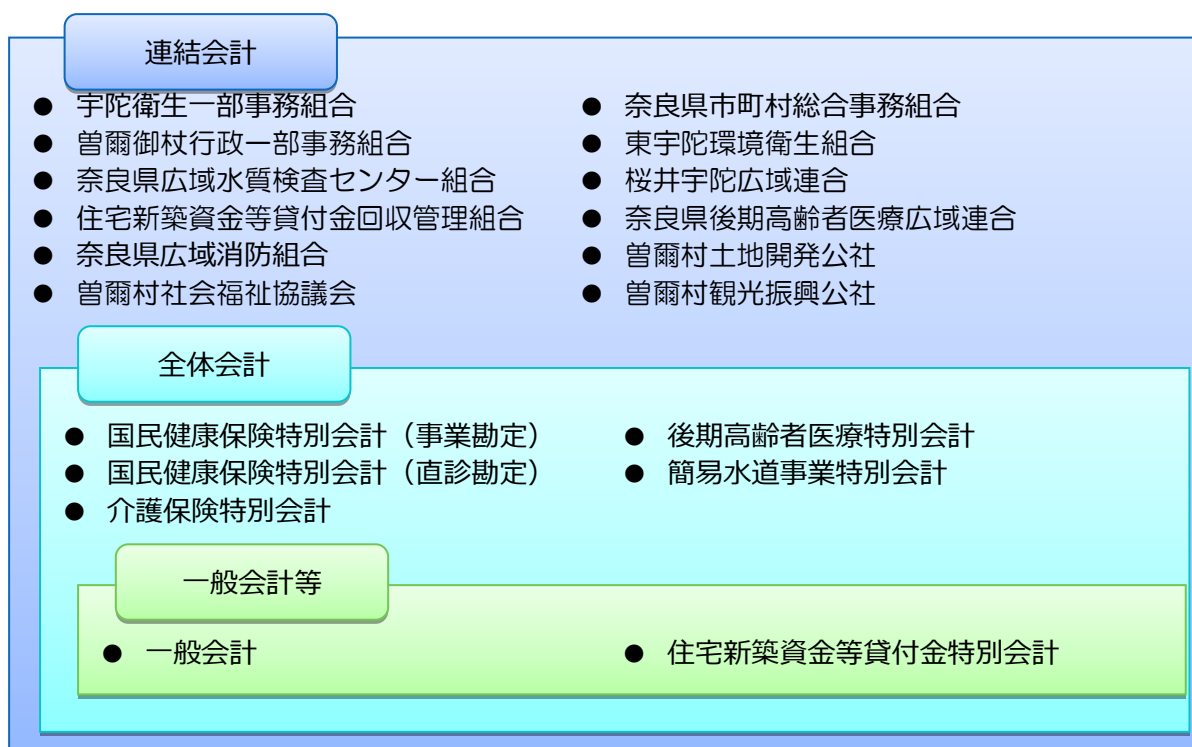 連結会計
● 宇陀衛生一部事務組合
● 曽爾御杖行政一部事務組合
● 奈良県広域水質検査センター組合
● 住宅新築資金等貸付金回収管理組合
● 奈良県広域消防組合
● 曽爾村社会福祉協議会
● 奈良県市町村総合事務組合
● 東宇陀環境衛生組合
● 桜井宇陀広域連合
● 奈良県後期高齢者医療広域連合
● 曽爾村土地開発公社
● 曽爾村観光振興公社
全体会計
● 国民健康保険特別会計（事業勘定）
● 国民健康保険特別会計（直診勘定）
● 介護保険特別会計
● 後期高齢者医療特別会計
● 簡易水道事業特別会計
一般会計等
● 一般会計
● 住宅新築資金等貸付金特別会計